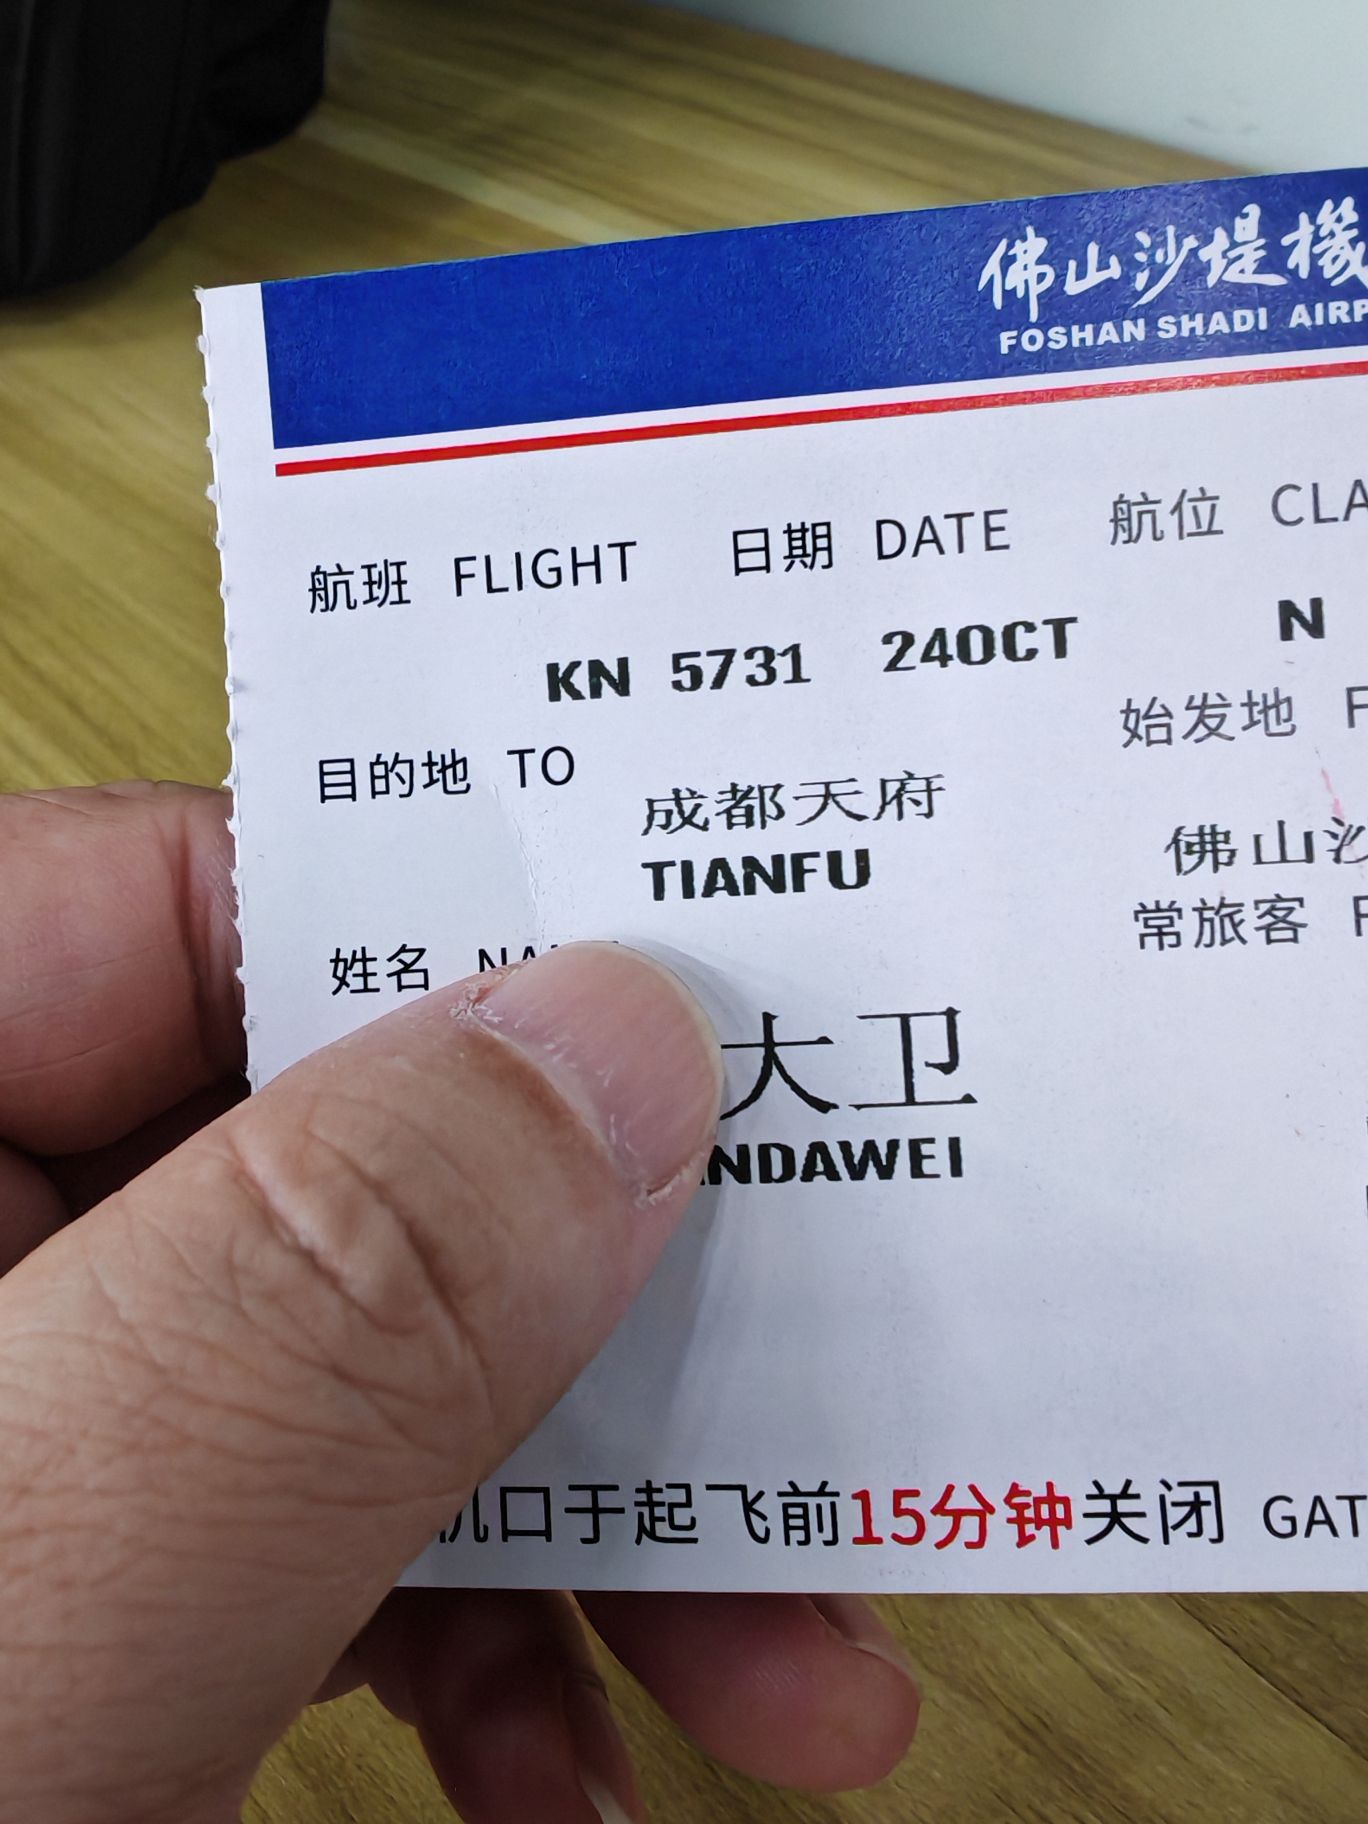 佛山沙堤機
FOSHAN SHADI AIRP
航班 FLIGHT 日期 DATE 航位 CLA
KN 5731 24OCT N
目的地 TO 始发地 F
成都天府 佛山沙
TIANFU
姓名 NA 常旅客 F
大卫
NDAWEI
机口于起飞前15分钟关闭 GAT